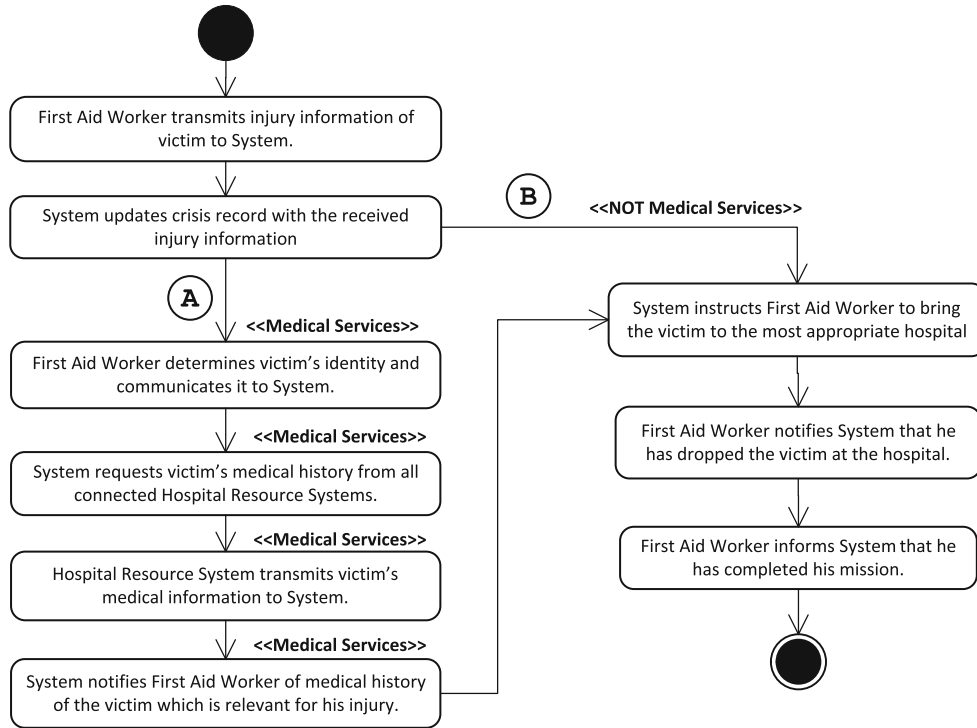 First Aid Worker transmits injury information of
victim to System.
System updates crisis record with the received
injury information
B
<<NOT Medical Services>>
A
<<Medical Services>>
First Aid Worker determines victim's identity and
communicates it to System.
<<Medical Services>>
System requests victim's medical history from all
connected Hospital Resource Systems.
<<Medical Services>>
Hospital Resource System transmits victim's
medical information to System.
<<Medical Services>>
System notifies First Aid Worker of medical history
of the victim which is relevant for his injury.
System instructs First Aid Worker to bring
the victim to the most appropriate hospital
First Aid Worker notifies System that he
has dropped the victim at the hospital.
First Aid Worker informs System that he
has completed his mission.